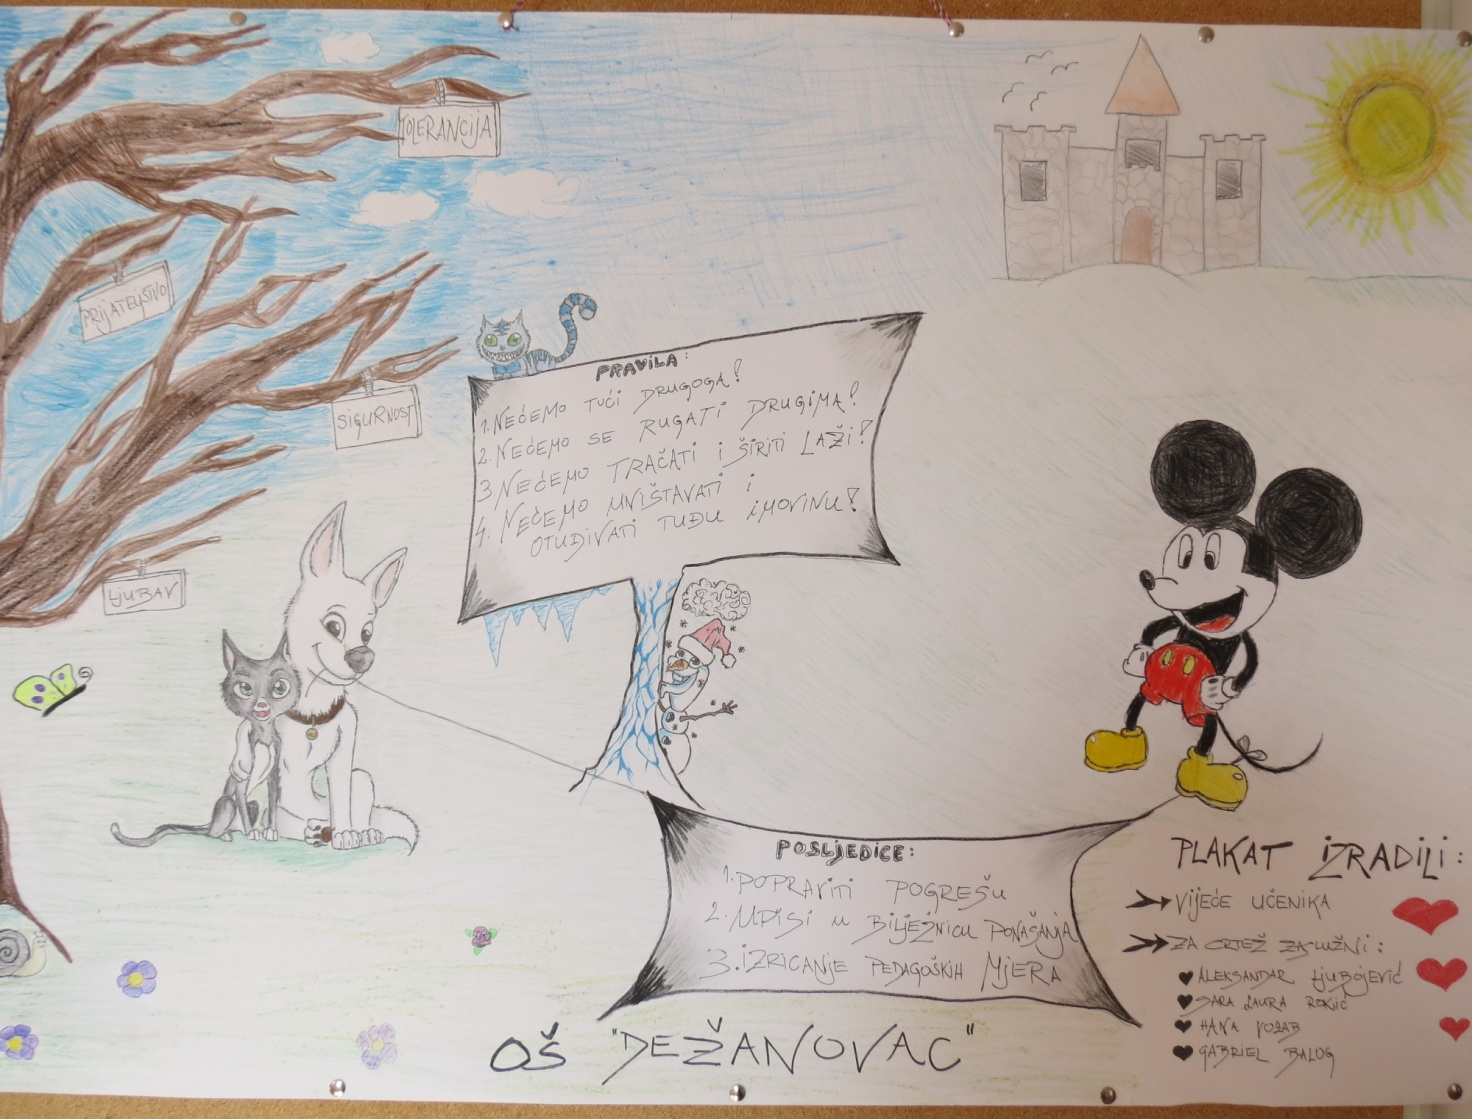 TOLERANCIJA
PRIJATELJSTVO
SIGURNOST
LJUBAV
PRAVILA:
1. NEĆEMO TUĆI DRUGOGA!
2. NEĆEMO SE RUGATI DRUGIMA!
3 NEĆEMO TRAČATI I ŠIRITI LAŽI!
4. NEĆEMO UNIŠTAVATI I
OTUĐIVATI TUĐU IMOVINU!
POSLJEDICE:
1. POPRAVITI POGREŠU
2. UPISI U BILJEŽNICU PONAŠANJA
3. IZRICANJE PEDAGOŠKIH MJERA
OŠ "DEŽANOVAC"
PLAKAT IZRADILI:
VIJEĆE UČENIKA
ZA CRTEŽ ZASLUŽNI:
ALEKSANDAR LJUBOJEVIĆ
SARA LAURA ROKIĆ
HANA
GABRIEL BALOG